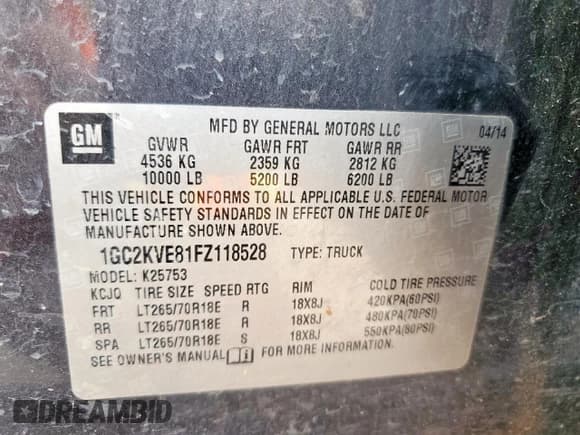 GM
MFD BY GENERAL MOTORS LLC 04/14
GVWR GAWR FRT GAWR RR
4536 KG 2359 KG 2812 KG
10000 LB 5200 LB 6200 LB
THIS VEHICLE CONFORMS TO ALL APPLICABLE U.S. FEDERAL MOTOR
VEHICLE SAFETY STANDARDS IN EFFECT ON THE DATE OF
MANUFACTURE SHOWN ABOVE.
1GC2KVE81FZ118528 TYPE: TRUCK
MODEL: K25753
KCJQ TIRE SIZE SPEED RTG RIM COLD TIRE PRESSURE
FRT LT265/70R18E R 18X8J 420KPA(60PSI)
RR LT265/70R18E R 18X8J 480KPA(70PSI)
SPA LT265/70R18E S 18X8J 550KPA(80PSI)
SEE OWNER'S MANUAL FOR MORE INFORMATION.
DREAMBID